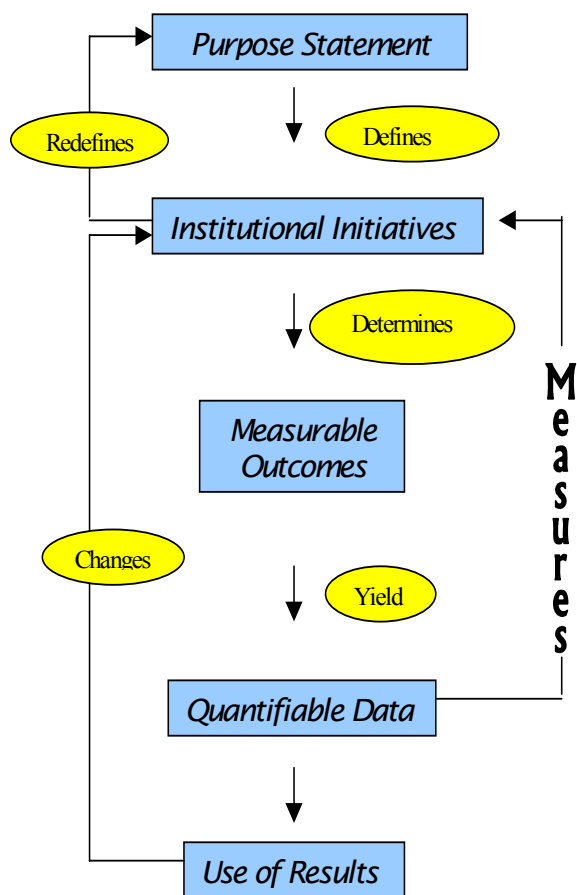 Purpose Statement
Redefines
Defines
Institutional Initiatives
Determines
Measurable
Outcomes
Measures
Changes
Yield
Quantifiable Data
Use of Results